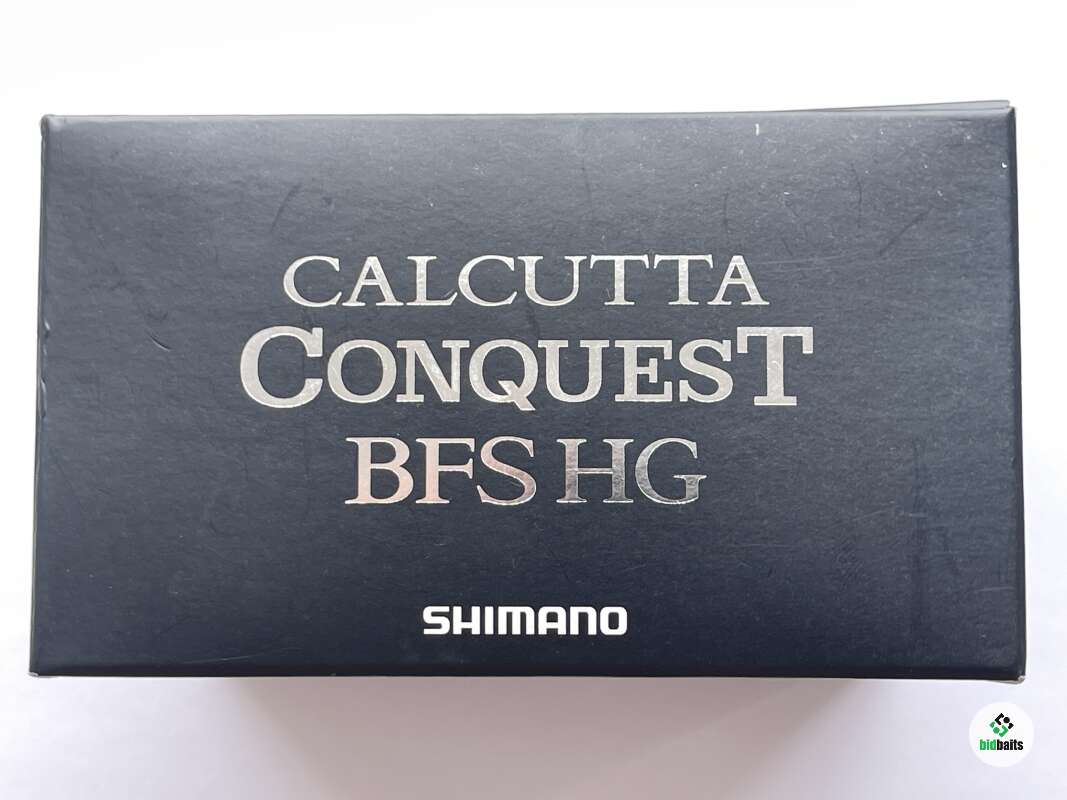 CALCUTTA
CONQUEST
BFS HG
SHIMANO
bidbaits